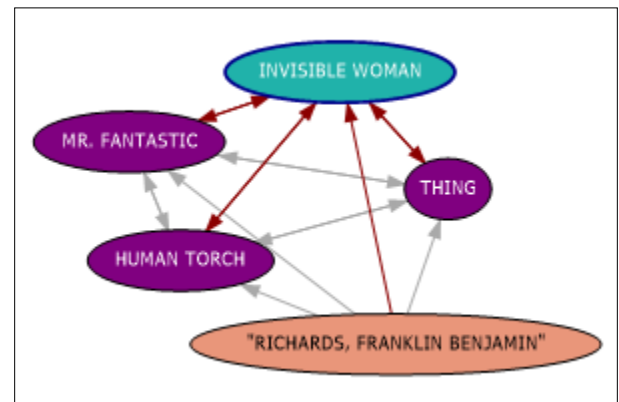 INVISIBLE WOMAN
MR. FANTASTIC
THING
HUMAN TORCH
"RICHARDS, FRANKLIN BENJAMIN"